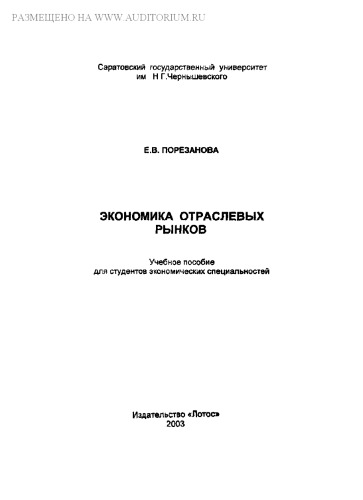 РАЗМЕЩЕНО НА WWW.AUDITORIUM.RU
Саратовский государственный университет
им Н Г.Чернышевского
Е.В. ПОРЕЗАНОВА
ЭКОНОМИКА ОТРАСЛЕВЫХ
РЫНКОВ
Учебное пособие
для студентов экономических специальностей
Издательство «Лотос»
2003